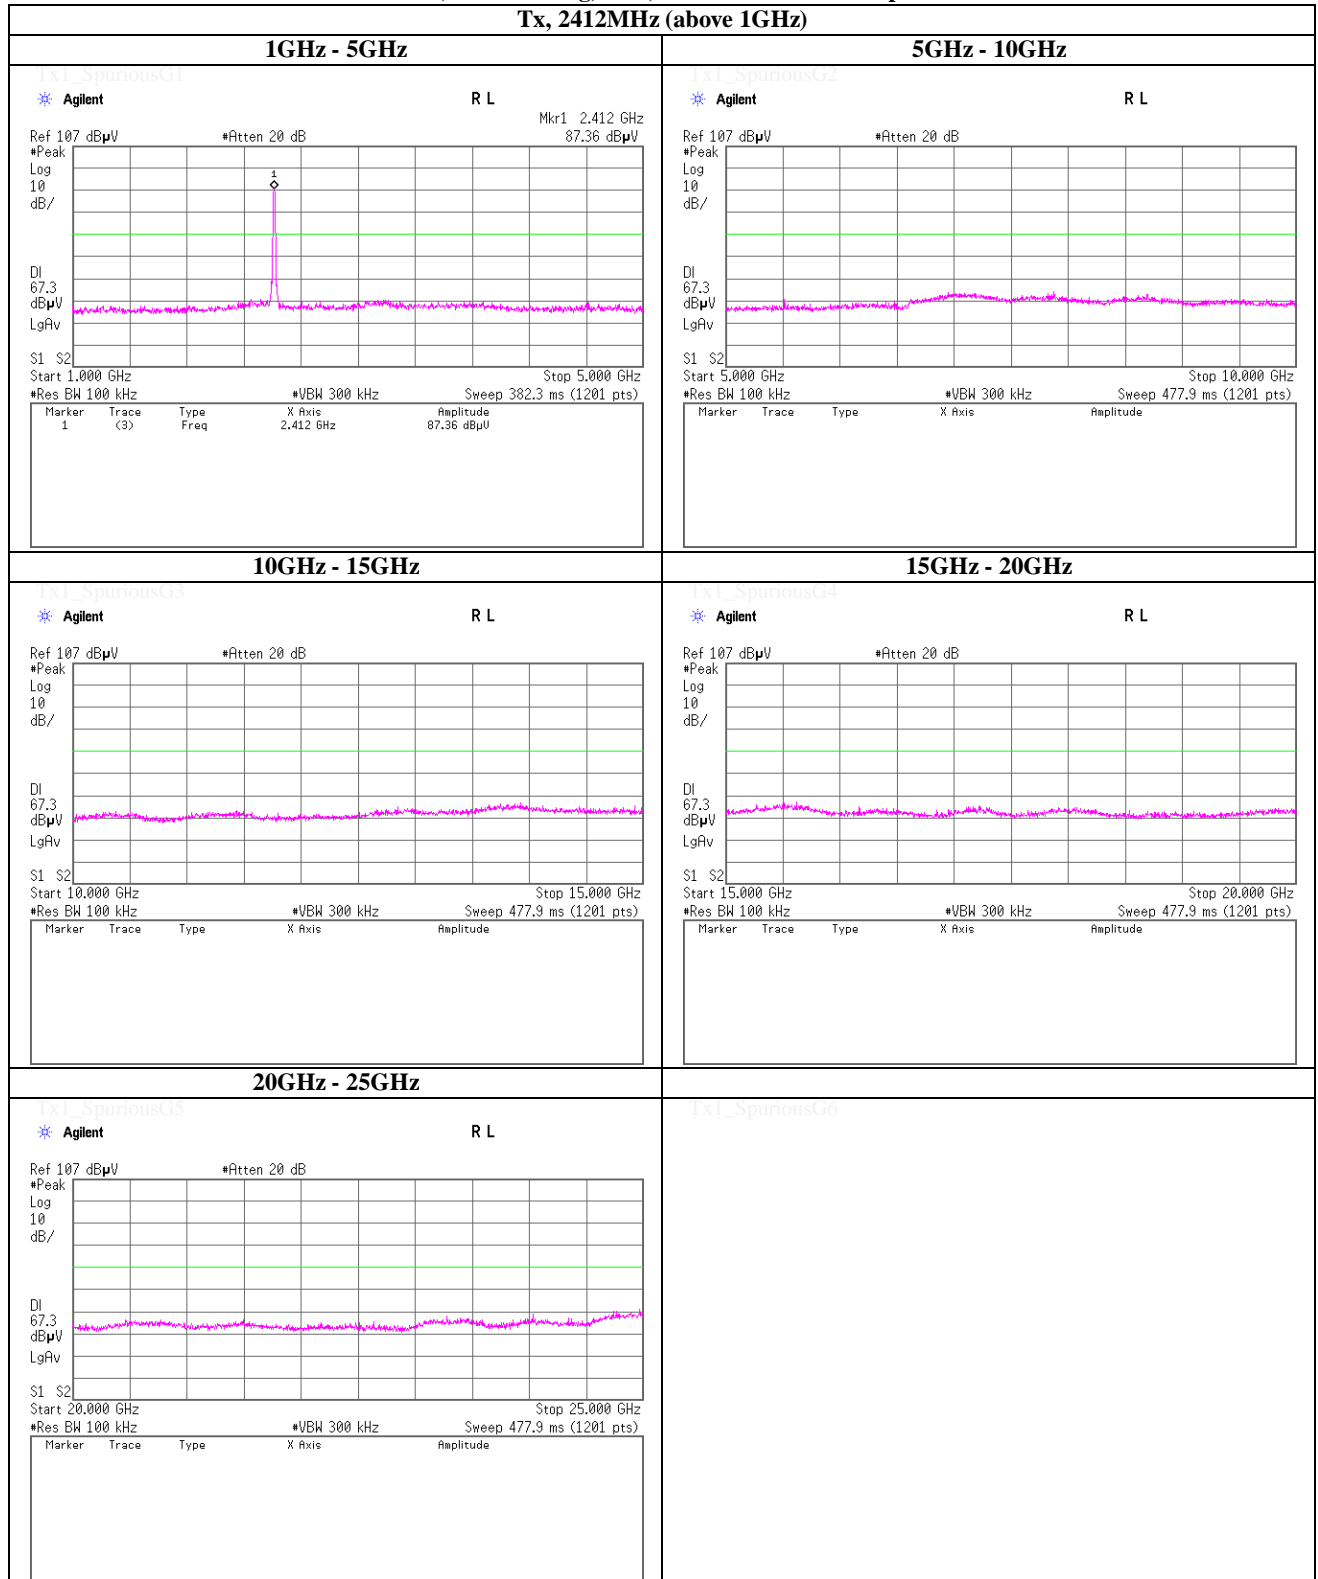 Tx, 2412MHz (above 1GHz)
1GHz - 5GHz
5GHz - 10GHz
Tx1_SpuriousG1
Agilent
R L
Mkr1 2.412 GHz
Ref 107 dBµV
#Atten 20 dB
87.36 dBµV
#Peak
Log
10
dB/
1
DI
67.3
dBµV
LgAv
S1 S2
Start 1.000 GHz
Stop 5.000 GHz
#Res BW 100 kHz
#VBW 300 kHz
Sweep 382.3 ms (1201 pts)
Marker Trace Type X Axis Amplitude
1 (3) Freq 2.412 GHz 87.36 dBµV
Tx1_SpuriousG2
Agilent
R L
Ref 107 dBµV
#Atten 20 dB
#Peak
Log
10
dB/
DI
67.3
dBµV
LgAv
S1 S2
Start 5.000 GHz
Stop 10.000 GHz
#Res BW 100 kHz
#VBW 300 kHz
Sweep 477.9 ms (1201 pts)
Marker Trace Type X Axis Amplitude
10GHz - 15GHz
15GHz - 20GHz
Tx1_SpuriousG3
Agilent
R L
Ref 107 dBµV
#Atten 20 dB
#Peak
Log
10
dB/
DI
67.3
dBµV
LgAv
S1 S2
Start 10.000 GHz
Stop 15.000 GHz
#Res BW 100 kHz
#VBW 300 kHz
Sweep 477.9 ms (1201 pts)
Marker Trace Type X Axis Amplitude
Tx1_SpuriousG4
Agilent
R L
Ref 107 dBµV
#Atten 20 dB
#Peak
Log
10
dB/
DI
67.3
dBµV
LgAv
S1 S2
Start 15.000 GHz
Stop 20.000 GHz
#Res BW 100 kHz
#VBW 300 kHz
Sweep 477.9 ms (1201 pts)
Marker Trace Type X Axis Amplitude
20GHz - 25GHz
Tx1_SpuriousG5
Agilent
R L
Ref 107 dBµV
#Atten 20 dB
#Peak
Log
10
dB/
DI
67.3
dBµV
LgAv
S1 S2
Start 20.000 GHz
Stop 25.000 GHz
#Res BW 100 kHz
#VBW 300 kHz
Sweep 477.9 ms (1201 pts)
Marker Trace Type X Axis Amplitude
Tx1_SpuriousG6